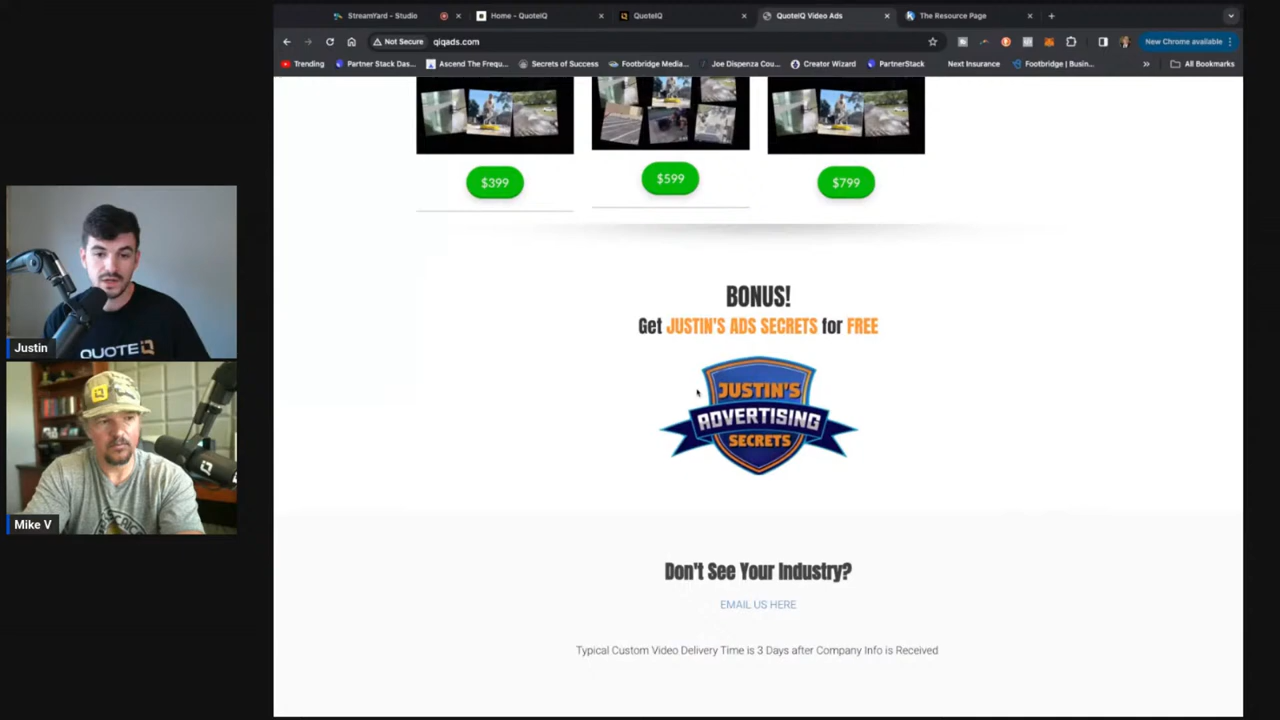 StreamYard - Studio
Home - QuoteIQ
QuoteIQ
QuoteIQ Video Ads
The Resource Page
Not Secure
qiqads.com
New Chrome available
Trending
Partner Stack Das...
Ascend The Frequ...
Secrets of Success
Footbridge Media...
Joe Dispenza Cou...
Creator Wizard
PartnerStack
Next Insurance
Footbridge | Busin...
All Bookmarks
$399
$599
$799
BONUS!
Get JUSTIN'S ADS SECRETS for FREE
JUSTIN'S
ADVERTISING
SECRETS
Don't See Your Industry?
EMAIL US HERE
Typical Custom Video Delivery Time is 3 Days after Company Info is Received
QUOTE IQ
Justin
Mike V